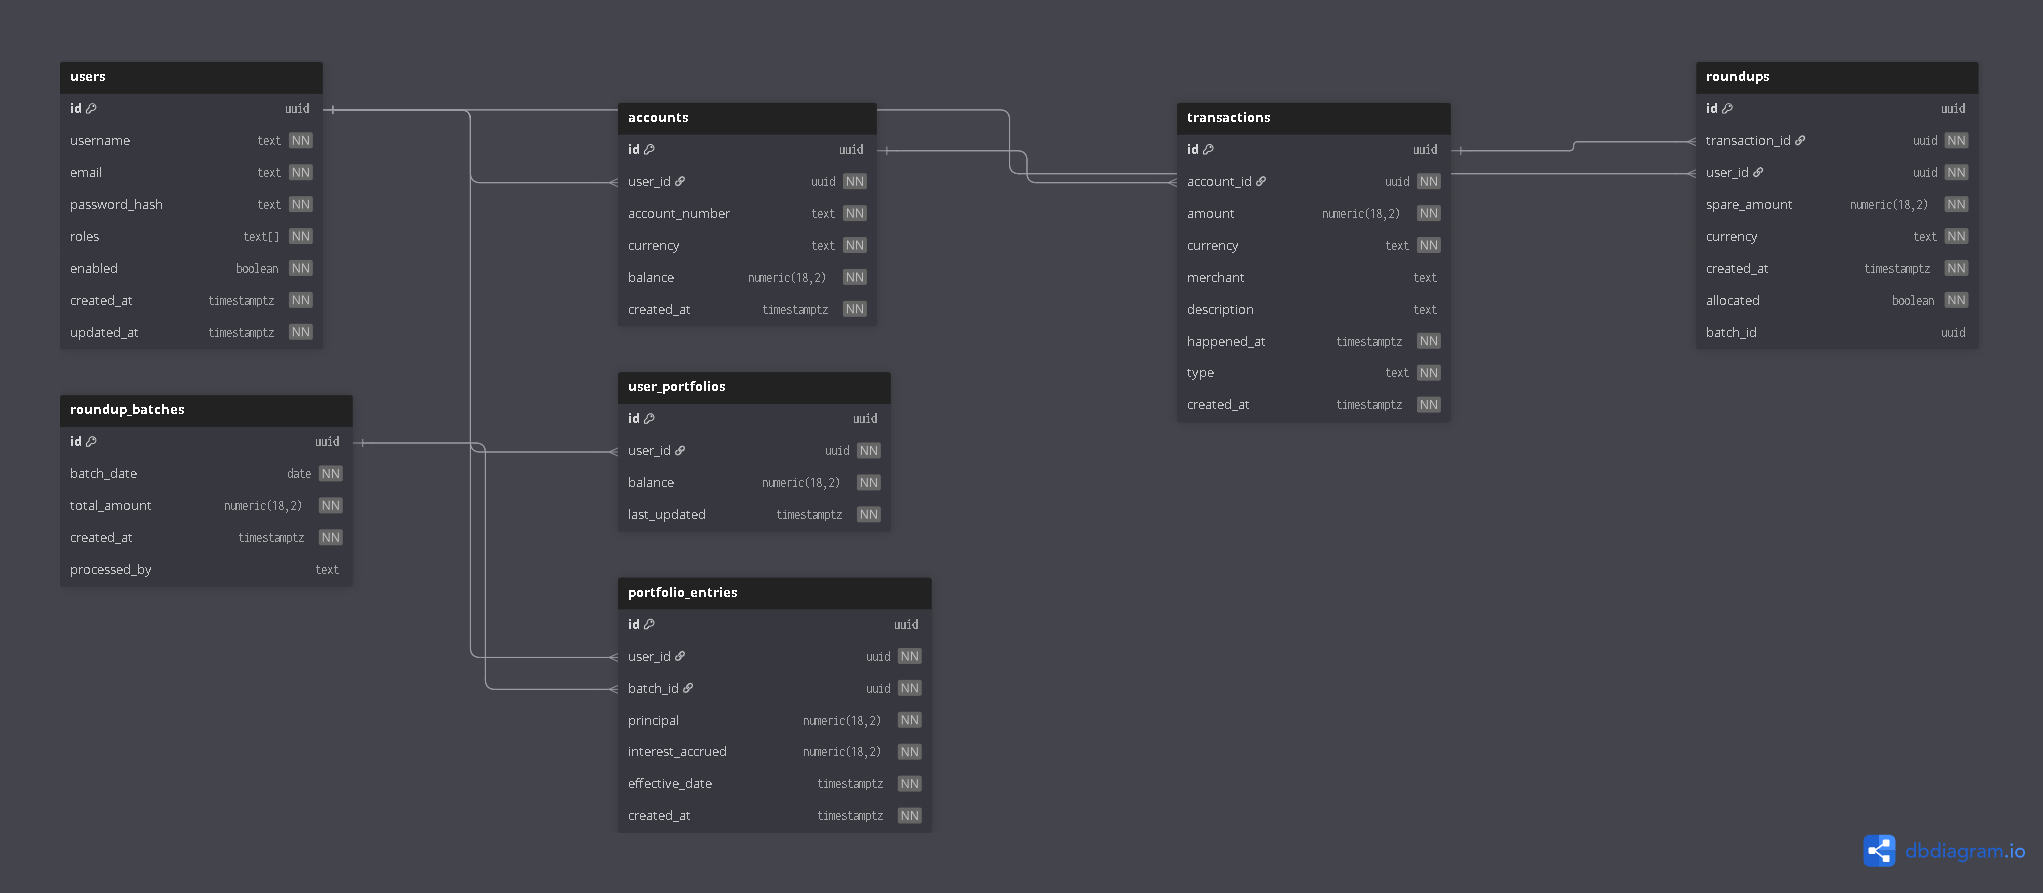 users
id uuid
username text NN
email text NN
password_hash text NN
roles text[] NN
enabled boolean NN
created_at timestamptz NN
updated_at timestamptz NN
roundup_batches
id uuid
batch_date date NN
total_amount numeric(18,2) NN
created_at timestamptz NN
processed_by text
accounts
id uuid
user_id uuid NN
account_number text NN
currency text NN
balance numeric(18,2) NN
created_at timestamptz NN
user_portfolios
id uuid
user_id uuid NN
balance numeric(18,2) NN
last_updated timestamptz NN
portfolio_entries
id uuid
user_id uuid NN
batch_id uuid NN
principal numeric(18,2) NN
interest_accrued numeric(18,2) NN
effective_date timestamptz NN
created_at timestamptz NN
transactions
id uuid
account_id uuid NN
amount numeric(18,2) NN
currency text NN
merchant text
description text
happened_at timestamptz NN
type text NN
created_at timestamptz NN
roundups
id uuid
transaction_id uuid NN
user_id uuid NN
spare_amount numeric(18,2) NN
currency text NN
created_at timestamptz NN
allocated boolean NN
batch_id uuid
dbdiagram.io